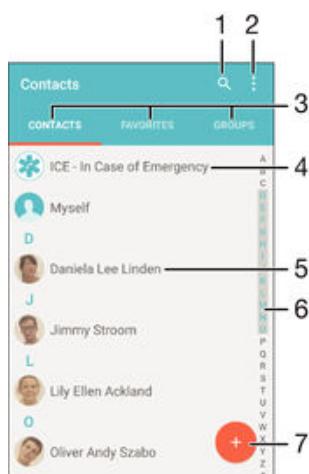 1 2
Contacts
3
CONTACTS FAVORITES GROUPS
ICE - In Case of Emergency 4
Myself
D
Daniela Lee Linden 5
J
Jimmy Stroom
6
L
Lily Ellen Ackland
O
Oliver Andy Szabo
+ 7
A
B
C
D
E
F
G
H
I
J
K
L
M
N
O
P
Q
R
S
T
U
V
W
X
Y
Z